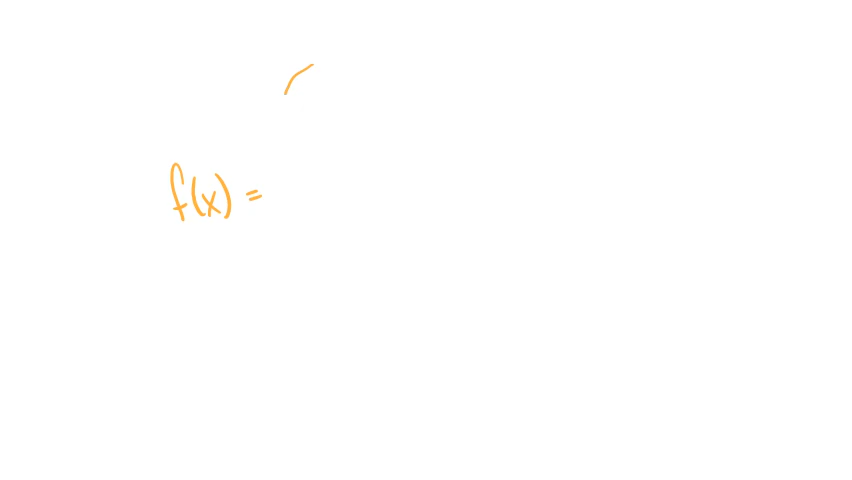 f(x) =